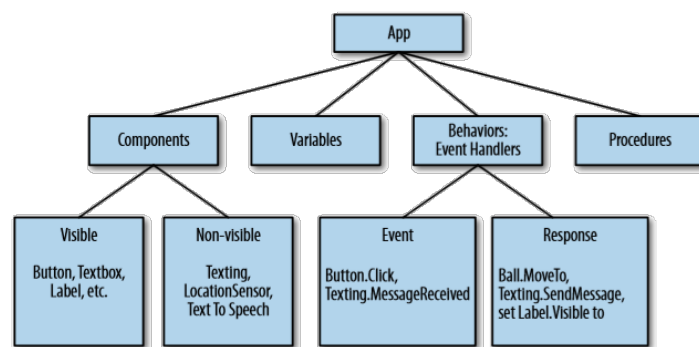 App
Components
Variables
Behaviors:
Event Handlers
Procedures
Visible
Button, Textbox,
Label, etc.
Non-visible
Texting,
LocationSensor,
Text To Speech
Event
Button.Click,
Texting.MessageReceived
Response
Ball.MoveTo,
Texting.SendMessage,
set Label.Visible to